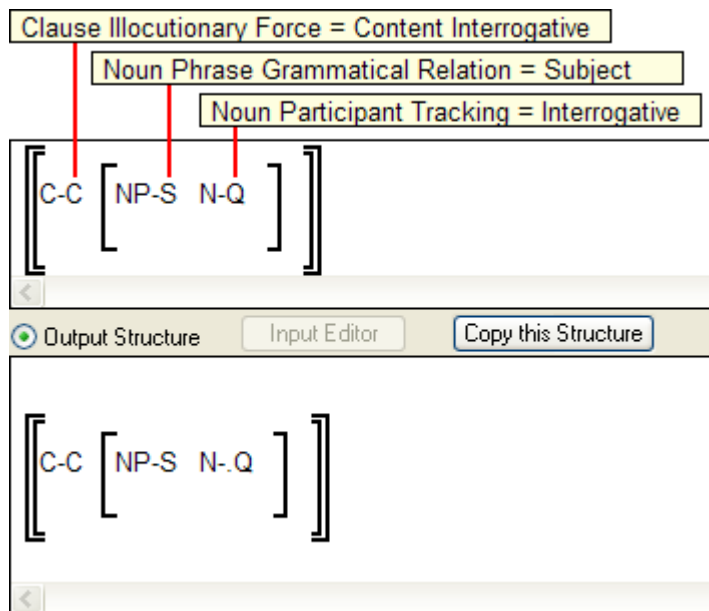 Clause Illocutionary Force = Content Interrogative
Noun Phrase Grammatical Relation = Subject
Noun Participant Tracking = Interrogative
C-C NP-S N-Q
Output Structure Input Editor Copy this Structure
C-C NP-S N-.Q